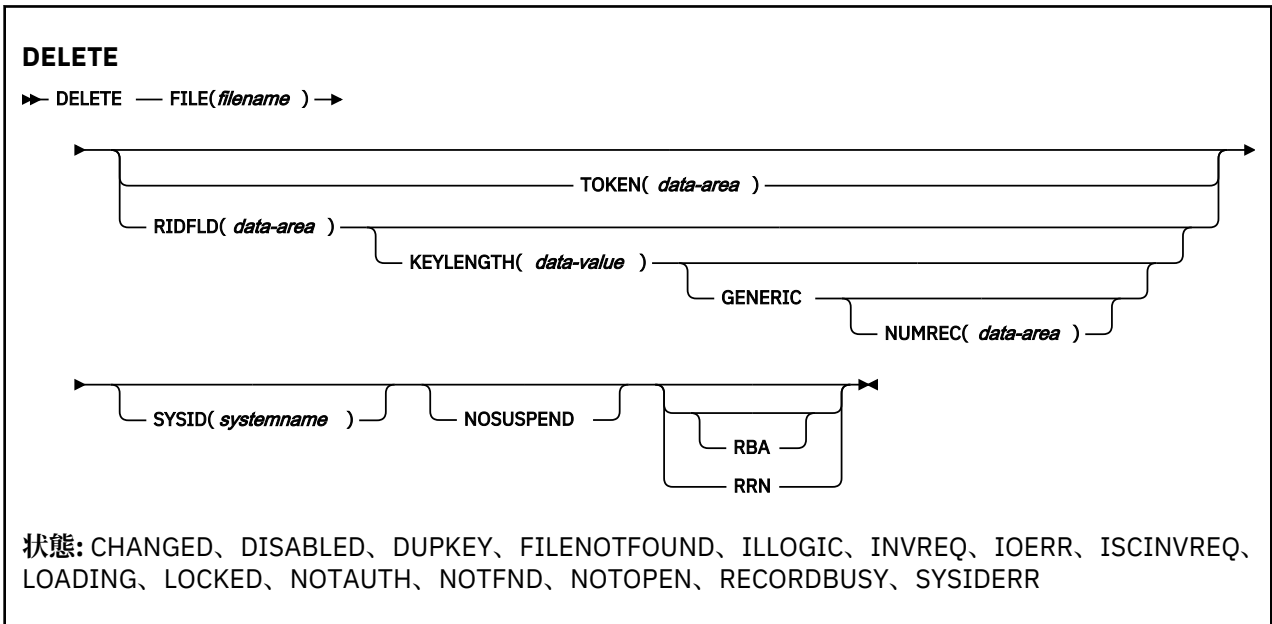 DELETE
DELETE FILE(filename )
TOKEN( data-area )
RIDFLD( data-area )
KEYLENGTH( data-value )
GENERIC
NUMREC( data-area )
SYSID( systemname ) NOSUSPEND
RBA
RRN
状態: CHANGED、DISABLED、DUPKEY、FILENOTFOUND、ILLOGIC、INVREQ、IOERR、ISCINVREQ、
LOADING、LOCKED、NOTAUTH、NOTFND、NOTOPEN、RECORDBUSY、SYSIDERR